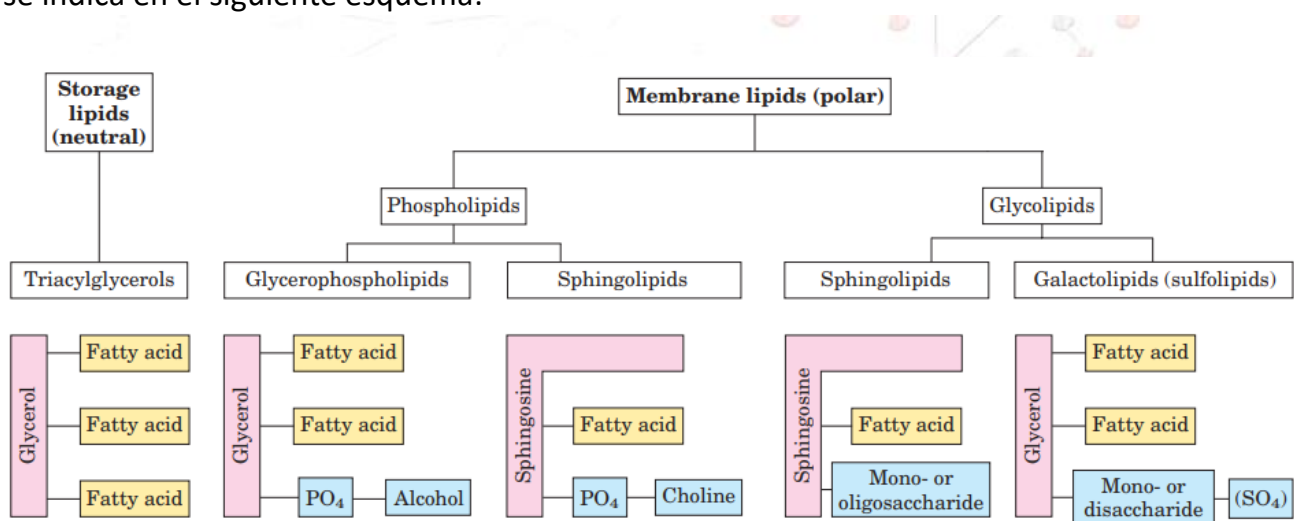 se indica en el siguiente esquema:
Storage
lipids
(neutral)
Membrane lipids (polar)
Phospholipids
Glycolipids
Triacylglycerols
Glycerophospholipids
Sphingolipids
Sphingolipids
Galactolipids (sulfolipids)
Glycerol
Fatty acid
Fatty acid
Fatty acid
Glycerol
Fatty acid
Fatty acid
PO₄
Alcohol
Sphingosine
Fatty acid
PO₄
Choline
Sphingosine
Fatty acid
Mono- or
oligosaccharide
Glycerol
Fatty acid
Fatty acid
Mono- or
disaccharide
(SO₄)